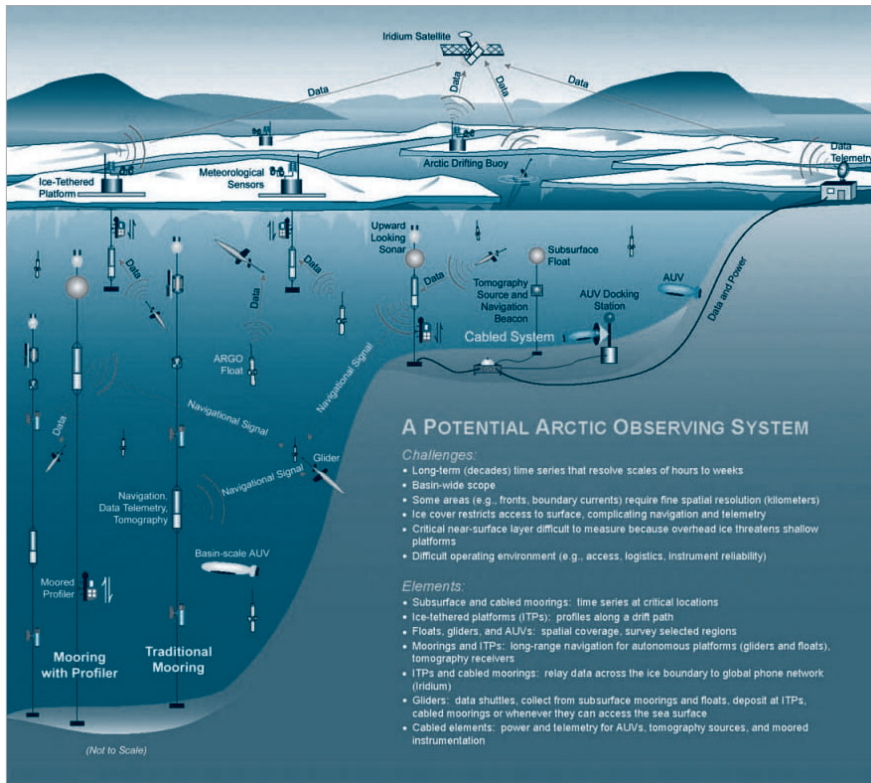 Iridium Satellite
Data
Data
Data
Data
Ice-Tethered
Platform
Meteorological
Sensors
Arctic Drifting Buoy
Data
Telemetry
Upward
Looking
Sonar
Subsurface
Float
Data
Data
Data
Data
Tomography
Source and
Navigation
Beacon
AUV Docking
Station
AUV
Data and Power
Cabled System
ARGO
Float
Navigational Signal
Navigational Signal
Data
Navigational Signal
Glider
Navigation,
Data Telemetry,
Tomography
Basin-scale AUV
Moored
Profiler
Mooring
with Profiler
Traditional
Mooring
(Not to Scale)
A POTENTIAL ARCTIC OBSERVING SYSTEM
Challenges:
• Long-term (decades) time series that resolve scales of hours to weeks
• Basin-wide scope
• Some areas (e.g., fronts, boundary currents) require fine spatial resolution (kilometers)
• Ice cover restricts access to surface, complicating navigation and telemetry
• Critical near-surface layer difficult to measure because overhead ice threatens shallow
platforms
• Difficult operating environment (e.g., access, logistics, instrument reliability)
Elements:
• Subsurface and cabled moorings: time series at critical locations
• Ice-tethered platforms (ITPs): profiles along a drift path
• Floats, gliders, and AUVs: spatial coverage, survey selected regions
• Moorings and ITPs: long-range navigation for autonomous platforms (gliders and floats),
tomography receivers
• ITPs and cabled moorings: relay data across the ice boundary to global phone network
(Iridium)
• Gliders: data shuttles, collect from subsurface moorings and floats, deposit at ITPs,
cabled moorings or whenever they can access the sea surface
• Cabled elements: power and telemetry for AUVs, tomography sources, and moored
instrumentation